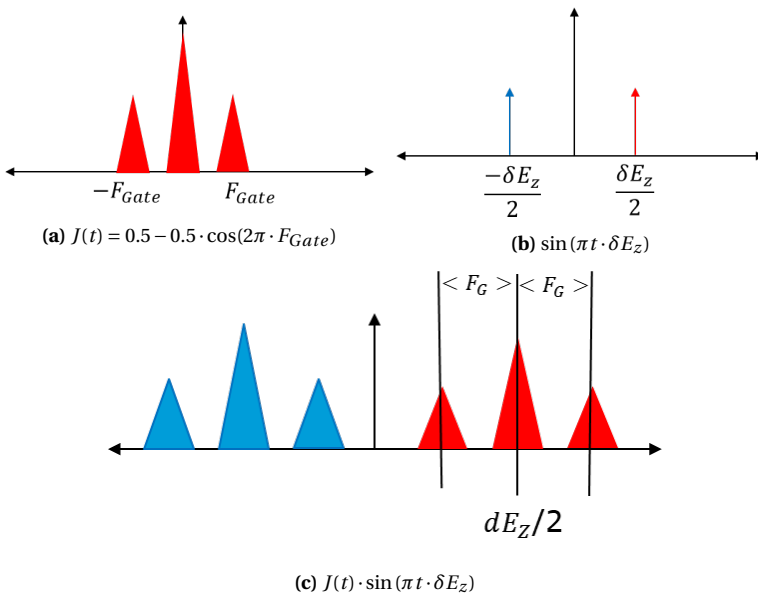 −F_Gate F_Gate
(a) J(t) = 0.5 − 0.5 · cos(2π · F_Gate)
−δE_z/2 δE_z/2
(b) sin(πt · δE_z)
< F_G > < F_G >
dE_Z/2
(c) J(t) · sin(πt · δE_z)